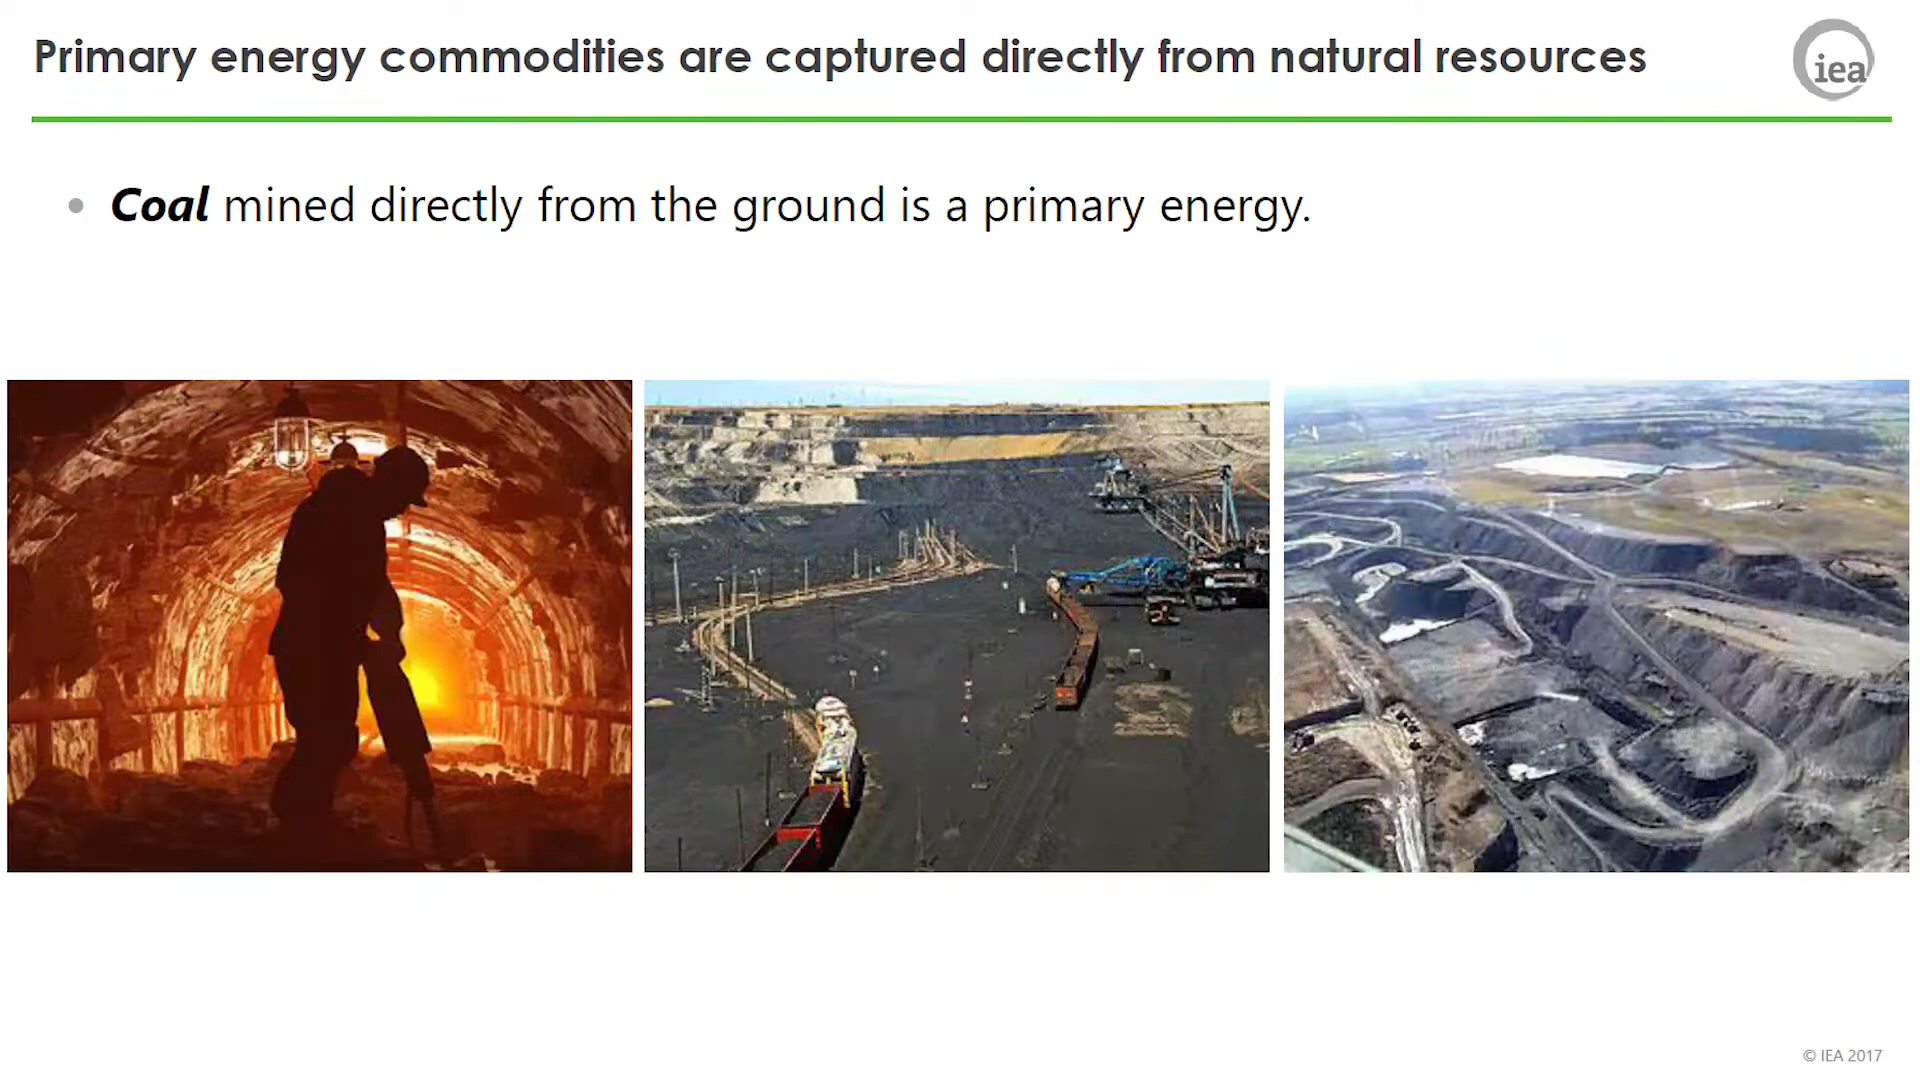 Primary energy commodities are captured directly from natural resources
iea
• Coal mined directly from the ground is a primary energy.
© IEA 2017